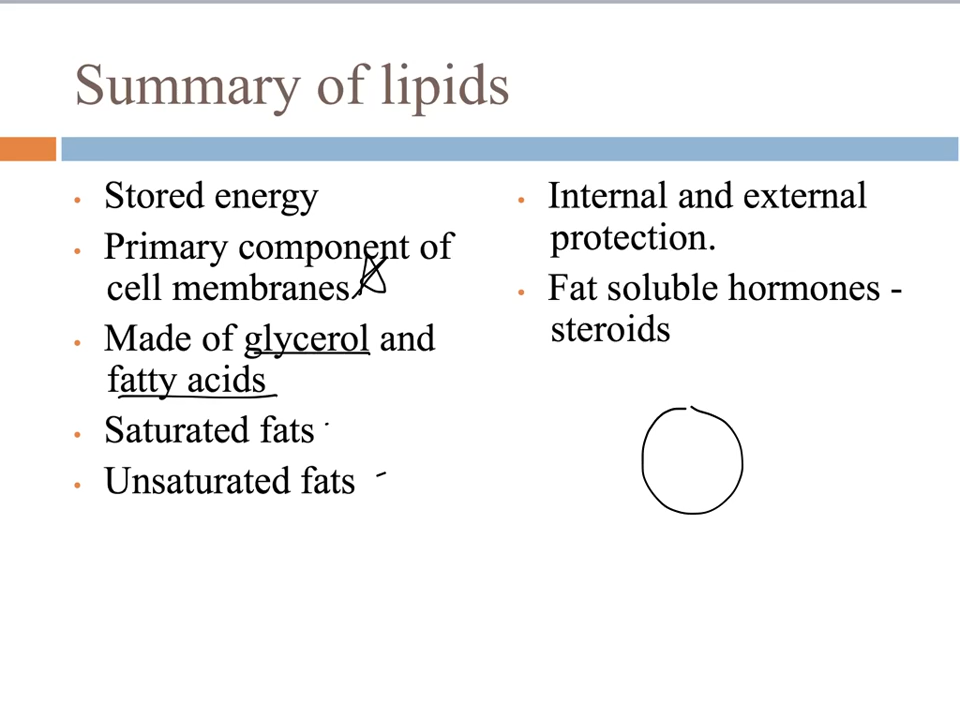 Summary of lipids
• Stored energy
• Primary component of
cell membranes.
• Made of glycerol and
fatty acids
• Saturated fats
• Unsaturated fats
• Internal and external
protection.
• Fat soluble hormones -
steroids